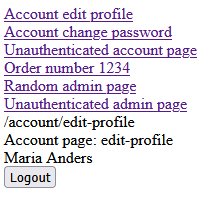 Account edit profile
Account change password
Unauthenticated account page
Order number 1234
Random admin page
Unauthenticated admin page
/account/edit-profile
Account page: edit-profile
Maria Anders
Logout